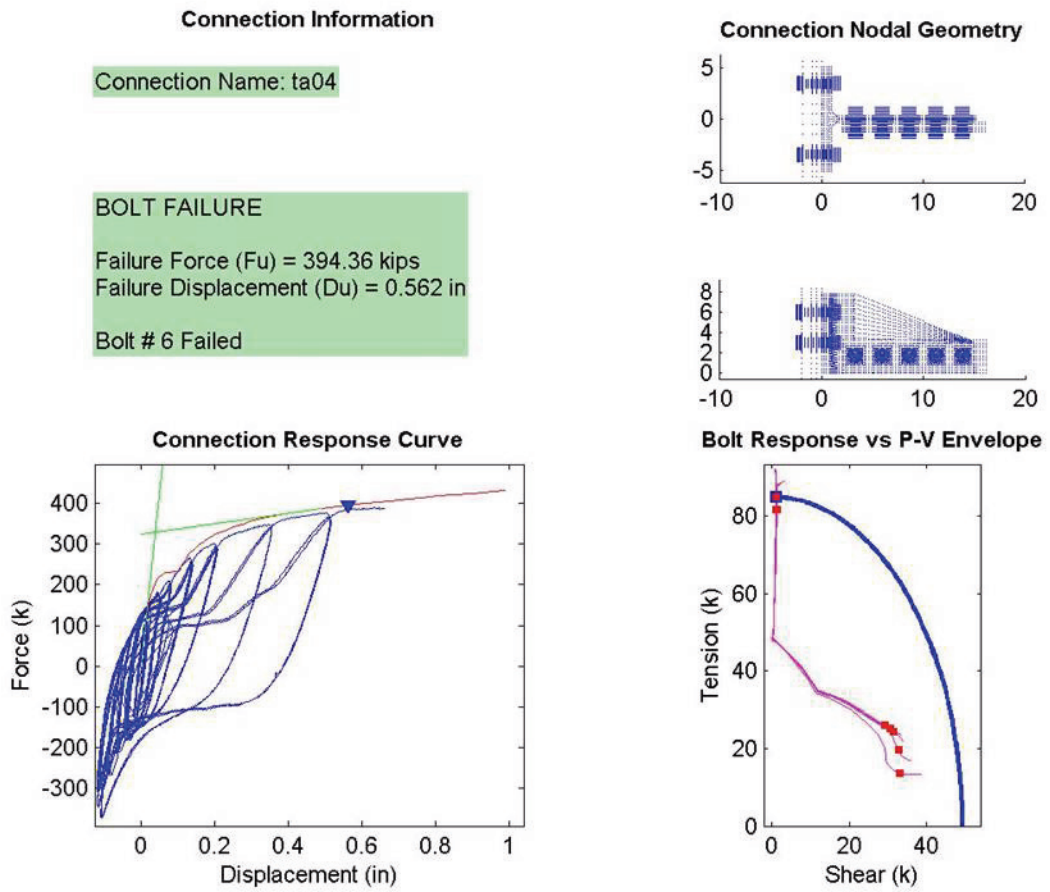 Connection Information
Connection Name: ta04
BOLT FAILURE
Failure Force (Fu) = 394.36 kips
Failure Displacement (Du) = 0.562 in
Bolt # 6 Failed
Connection Nodal Geometry
5
0
-5
-10 0 10 20
8
6
4
2
0
-10 0 10 20
Connection Response Curve
Force (k)
400
300
200
100
0
-100
-200
-300
0 0.2 0.4 0.6 0.8 1
Displacement (in)
Bolt Response vs P-V Envelope
Tension (k)
80
60
40
20
0
0 20 40
Shear (k)